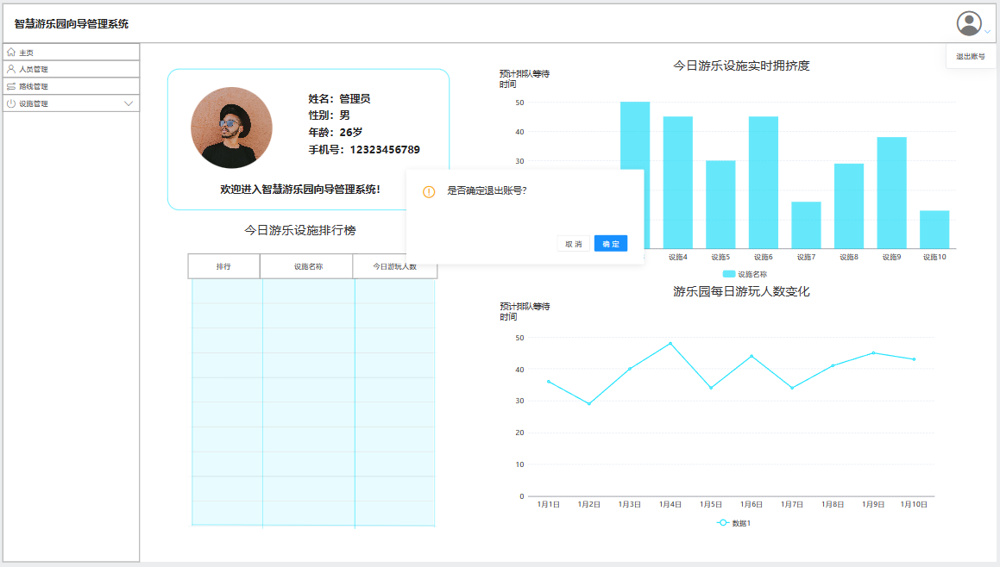 智慧游乐园向导管理系统
退出账号
主页
人员管理
路线管理
设施管理
姓名：管理员
性别：男
年龄：26岁
手机号：12323456789
欢迎进入智慧游乐园向导管理系统!
今日游乐设施排行榜
排行 设施名称 今日游玩人数
今日游乐设施实时拥挤度
预计排队等待
时间
50
40
30
设施4 设施5 设施6 设施7 设施8 设施9 设施10
设施名称
是否确定退出账号?
取 消 确 定
游乐园每日游玩人数变化
预计排队等待
时间
50
40
30
20
10
0
1月1日 1月2日 1月3日 1月4日 1月5日 1月6日 1月7日 1月8日 1月9日 1月10日
数据1